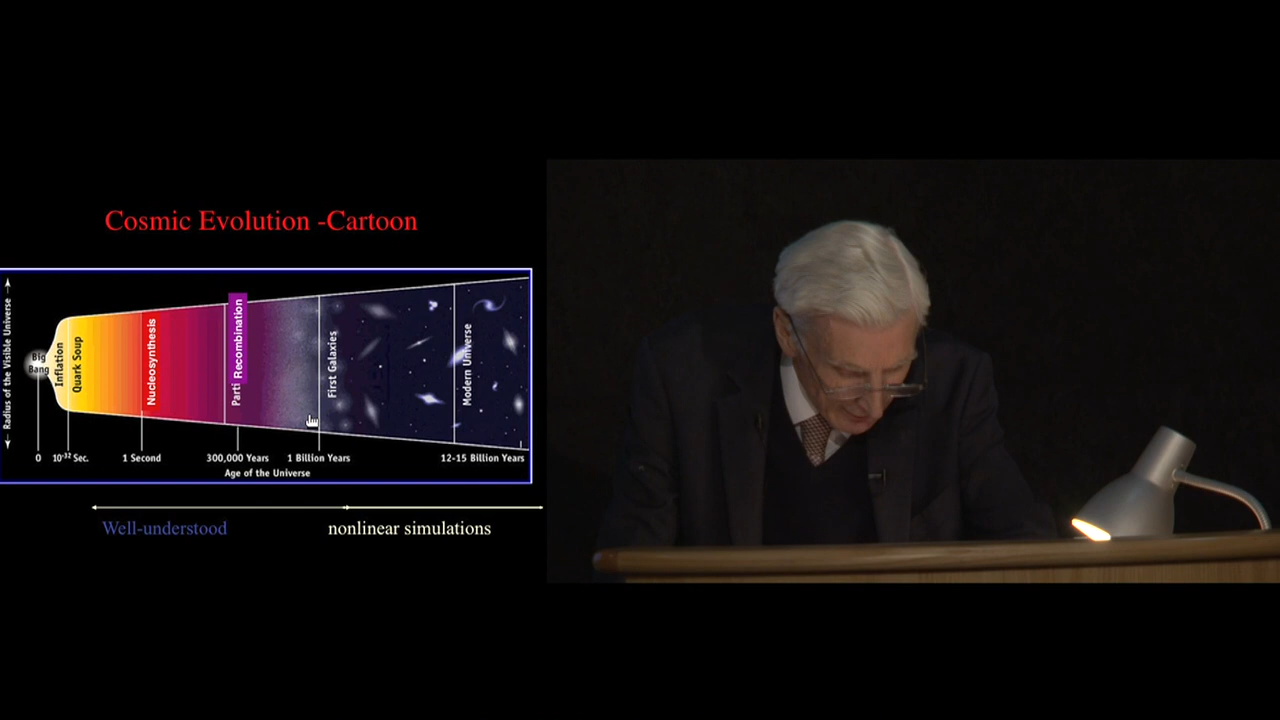 Cosmic Evolution -Cartoon
Radius of the Visible Universe
Big
Bang
Inflation
Quark Soup
Nucleosynthesis
Parti Recombination
First Galaxies
Modern Universe
0
10-32 Sec.
1 Second
300,000 Years
1 Billion Years
12-15 Billion Years
Age of the Universe
Well-understood
nonlinear simulations